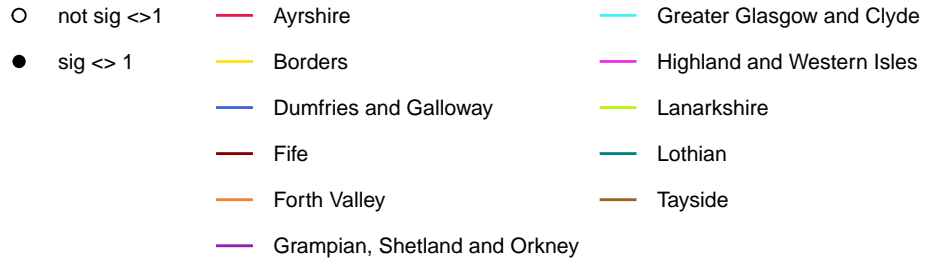 not sig <>1
sig <> 1
Ayrshire
Borders
Dumfries and Galloway
Fife
Forth Valley
Grampian, Shetland and Orkney
Greater Glasgow and Clyde
Highland and Western Isles
Lanarkshire
Lothian
Tayside